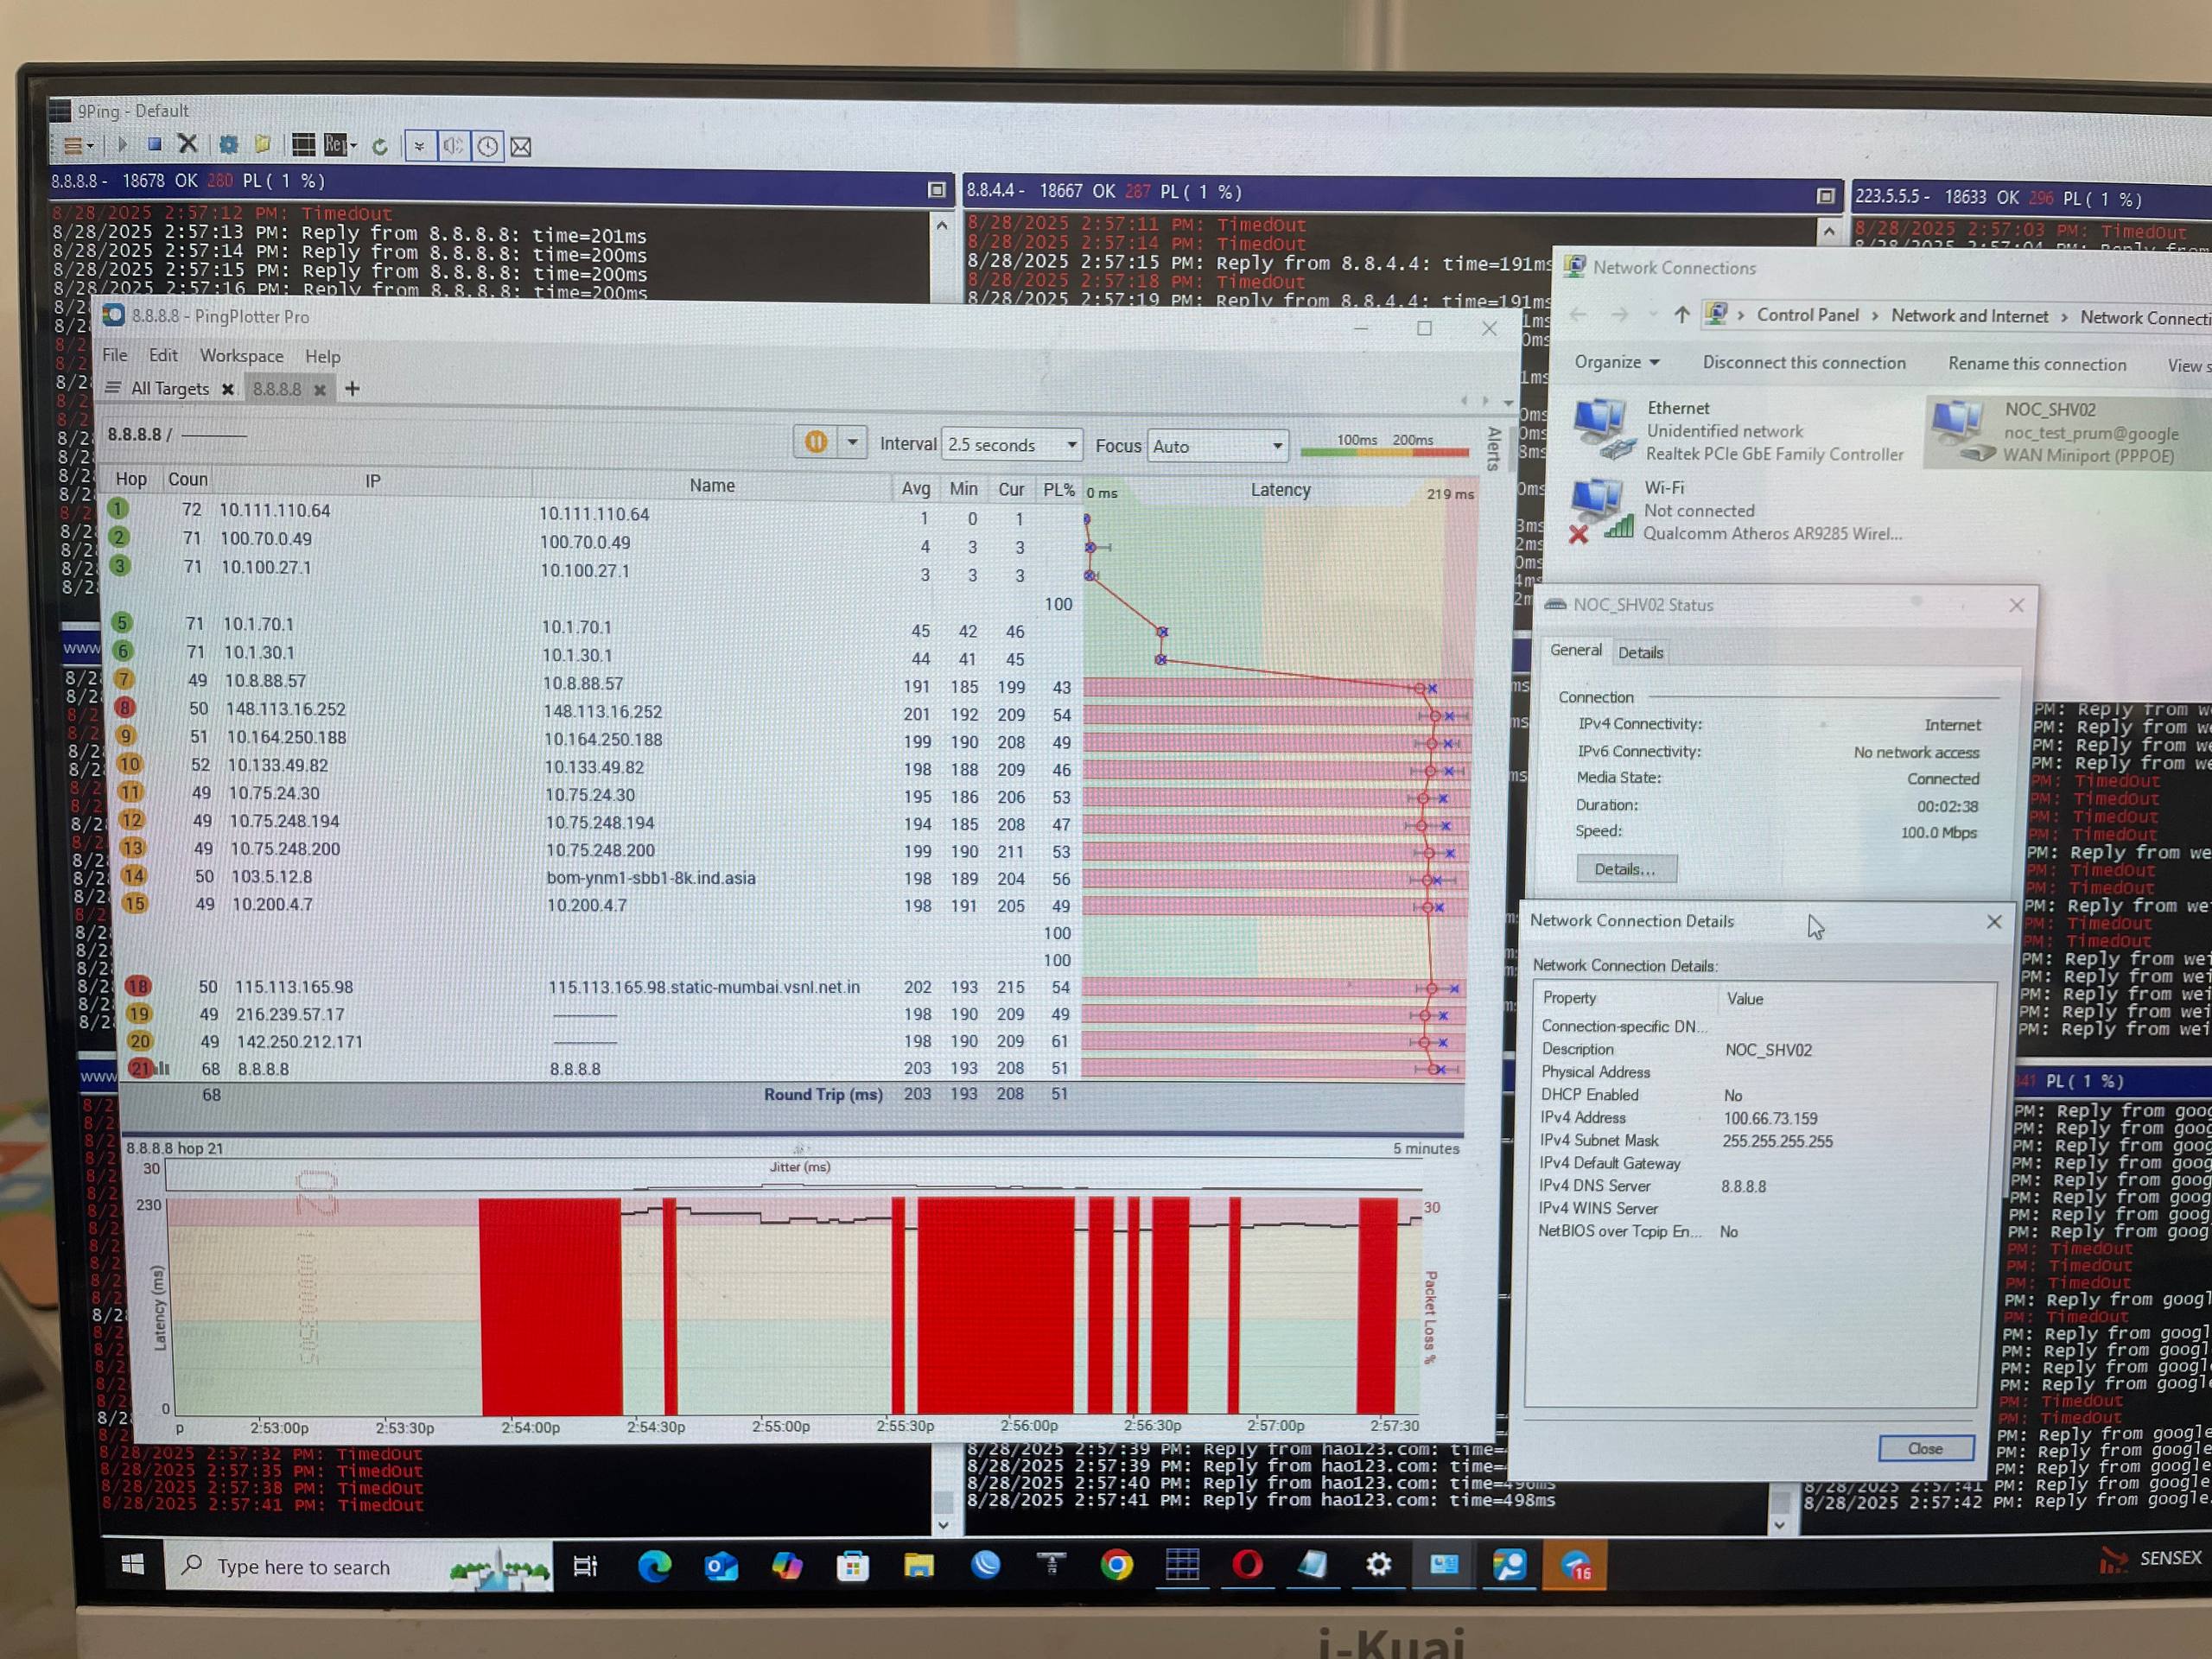 9Ping - Default
8.8.8.8 - 18678 OK 280 PL( 1 %)
8/28/2025 2:57:12 PM: TimedOut
8/28/2025 2:57:13 PM: Reply from 8.8.8.8: time=201ms
8/28/2025 2:57:14 PM: Reply from 8.8.8.8: time=200ms
8/28/2025 2:57:15 PM: Reply from 8.8.8.8: time=200ms
8/28/2025 2:57:16 PM: Reply from 8.8.8.8: time=200ms
8.8.4.4 - 18667 OK 287 PL( 1 %)
8/28/2025 2:57:11 PM: TimedOut
8/28/2025 2:57:14 PM: TimedOut
8/28/2025 2:57:15 PM: Reply from 8.8.4.4: time=191ms
8/28/2025 2:57:18 PM: TimedOut
8/28/2025 2:57:19 PM: Reply from 8.8.4.4: time=191ms
223.5.5.5 - 18633 OK 296 PL( 1 %)
8/28/2025 2:57:03 PM: TimedOut
8.8.8.8 - PingPlotter Pro
File Edit Workspace Help
All Targets 8.8.8.8
8.8.8.8 /
Interval 2.5 seconds Focus Auto 100ms 200ms
Alerts
Hop Coun IP Name Avg Min Cur PL% 0 ms Latency 219 ms
1 72 10.111.110.64 10.111.110.64 1 0 1
2 71 100.70.0.49 100.70.0.49 4 3 3
3 71 10.100.27.1 10.100.27.1 3 3 3
100
5 71 10.1.70.1 10.1.70.1 45 42 46
6 71 10.1.30.1 10.1.30.1 44 41 45
7 49 10.8.88.57 10.8.88.57 191 185 199 43
8 50 148.113.16.252 148.113.16.252 201 192 209 54
9 51 10.164.250.188 10.164.250.188 199 190 208 49
10 52 10.133.49.82 10.133.49.82 198 188 209 46
11 49 10.75.24.30 10.75.24.30 195 186 206 53
12 49 10.75.248.194 10.75.248.194 194 185 208 47
13 49 10.75.248.200 10.75.248.200 199 190 211 53
14 50 103.5.12.8 bom-ynm1-sbb1-8k.ind.asia 198 189 204 56
15 49 10.200.4.7 10.200.4.7 198 191 205 49
100
100
18 50 115.113.165.98 115.113.165.98.static-mumbai.vsnl.net.in 202 193 215 54
19 49 216.239.57.17 198 190 209 49
20 49 142.250.212.171 198 190 209 61
21 68 8.8.8.8 8.8.8.8 203 193 208 51
68 Round Trip (ms) 203 193 208 51
8.8.8.8 hop 21 5 minutes
30 Jitter (ms)
230 30
Latency (ms)
Packet Loss %
0
p 2:53:00p 2:53:30p 2:54:00p 2:54:30p 2:55:00p 2:55:30p 2:56:00p 2:56:30p 2:57:00p 2:57:30
Network Connections
Control Panel > Network and Internet > Network Connecti
Organize Disconnect this connection Rename this connection View s
Ethernet
Unidentified network
Realtek PCIe GbE Family Controller
NOC_SHV02
noc_test_prum@google
WAN Miniport (PPPOE)
Wi-Fi
Not connected
Qualcomm Atheros AR9285 Wirel...
NOC_SHV02 Status
General Details
Connection
IPv4 Connectivity: Internet
IPv6 Connectivity: No network access
Media State: Connected
Duration: 00:02:38
Speed: 100.0 Mbps
Details...
Network Connection Details
Network Connection Details:
Property Value
Connection-specific DN...
Description NOC_SHV02
Physical Address
DHCP Enabled No
IPv4 Address 100.66.73.159
IPv4 Subnet Mask 255.255.255.255
IPv4 Default Gateway
IPv4 DNS Server 8.8.8.8
IPv4 WINS Server
NetBIOS over Tcpip En... No
Close
PL( 1 %)
8/28/2025 2:57:32 PM: TimedOut
8/28/2025 2:57:35 PM: TimedOut
8/28/2025 2:57:38 PM: TimedOut
8/28/2025 2:57:41 PM: TimedOut
8/28/2025 2:57:39 PM: Reply from hao123.com: time=
8/28/2025 2:57:39 PM: Reply from hao123.com: time=
8/28/2025 2:57:40 PM: Reply from hao123.com: time=
8/28/2025 2:57:41 PM: Reply from hao123.com: time=498ms
8/28/2025 2:57:42 PM: Reply from google.
Type here to search
16
SENSEX
i-Kuai